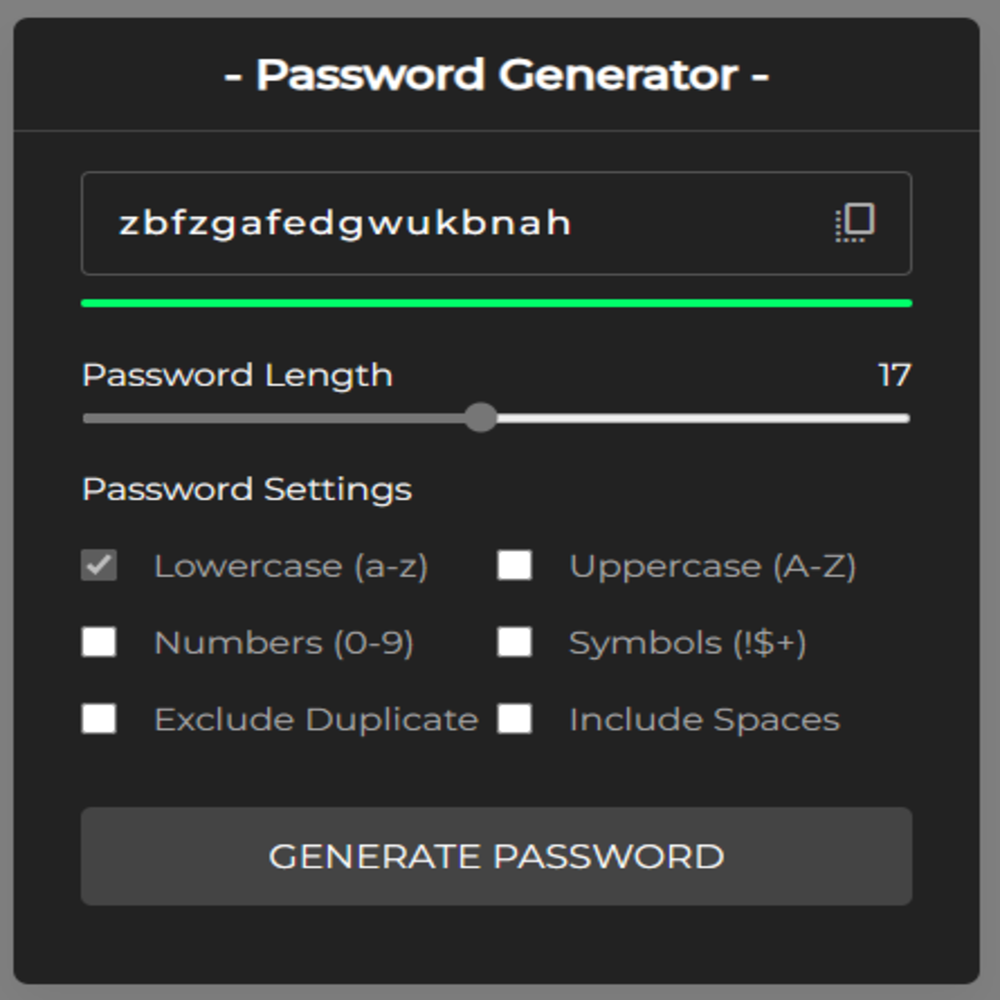 - Password Generator -
zbfzgafedgwukbnah
Password Length 17
Password Settings
Lowercase (a-z) Uppercase (A-Z)
Numbers (0-9) Symbols (!$+)
Exclude Duplicate Include Spaces
GENERATE PASSWORD